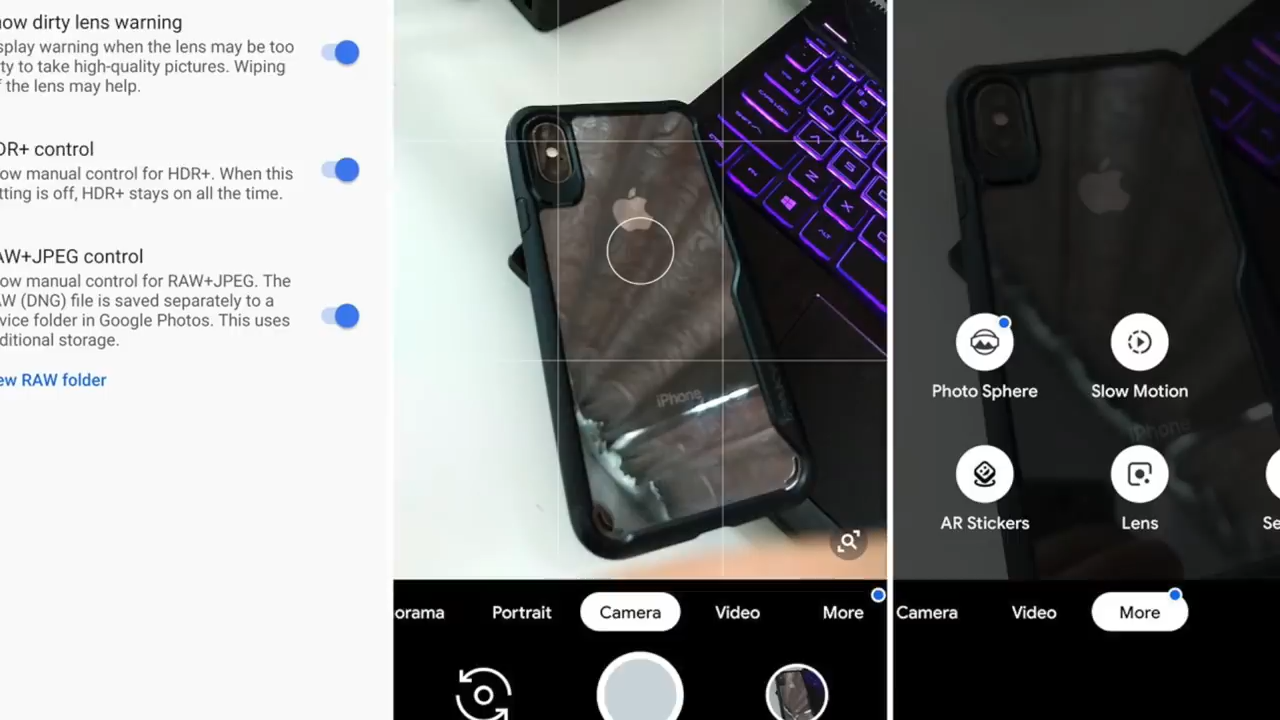 ow dirty lens warning
splay warning when the lens may be too
ty to take high-quality pictures. Wiping
f the lens may help.
DR+ control
ow manual control for HDR+. When this
tting is off, HDR+ stays on all the time.
AW+JPEG control
ow manual control for RAW+JPEG. The
AW (DNG) file is saved separately to a
vice folder in Google Photos. This uses
ditional storage.
ew RAW folder
iPhone
orama
Portrait
Camera
Video
More
Photo Sphere
Slow Motion
iPhone
AR Stickers
Lens
Se
Camera
Video
More